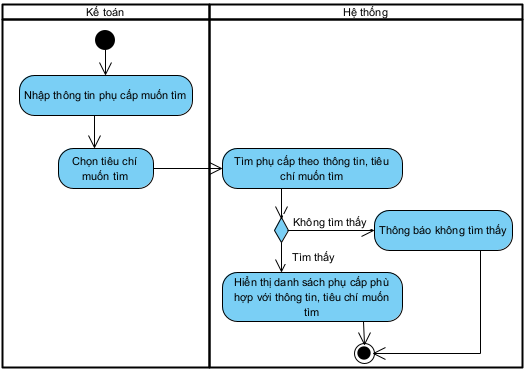 Kế toán
Hệ thống
Nhập thông tin phụ cấp muốn tìm
Chọn tiêu chí
muốn tìm
Tìm phụ cấp theo thông tin, tiêu
chí muốn tìm
Không tìm thấy
Thông báo không tìm thấy
Tìm thấy
Hiển thị danh sách phụ cấp phù
hợp với thông tin, tiêu chí muốn
tìm